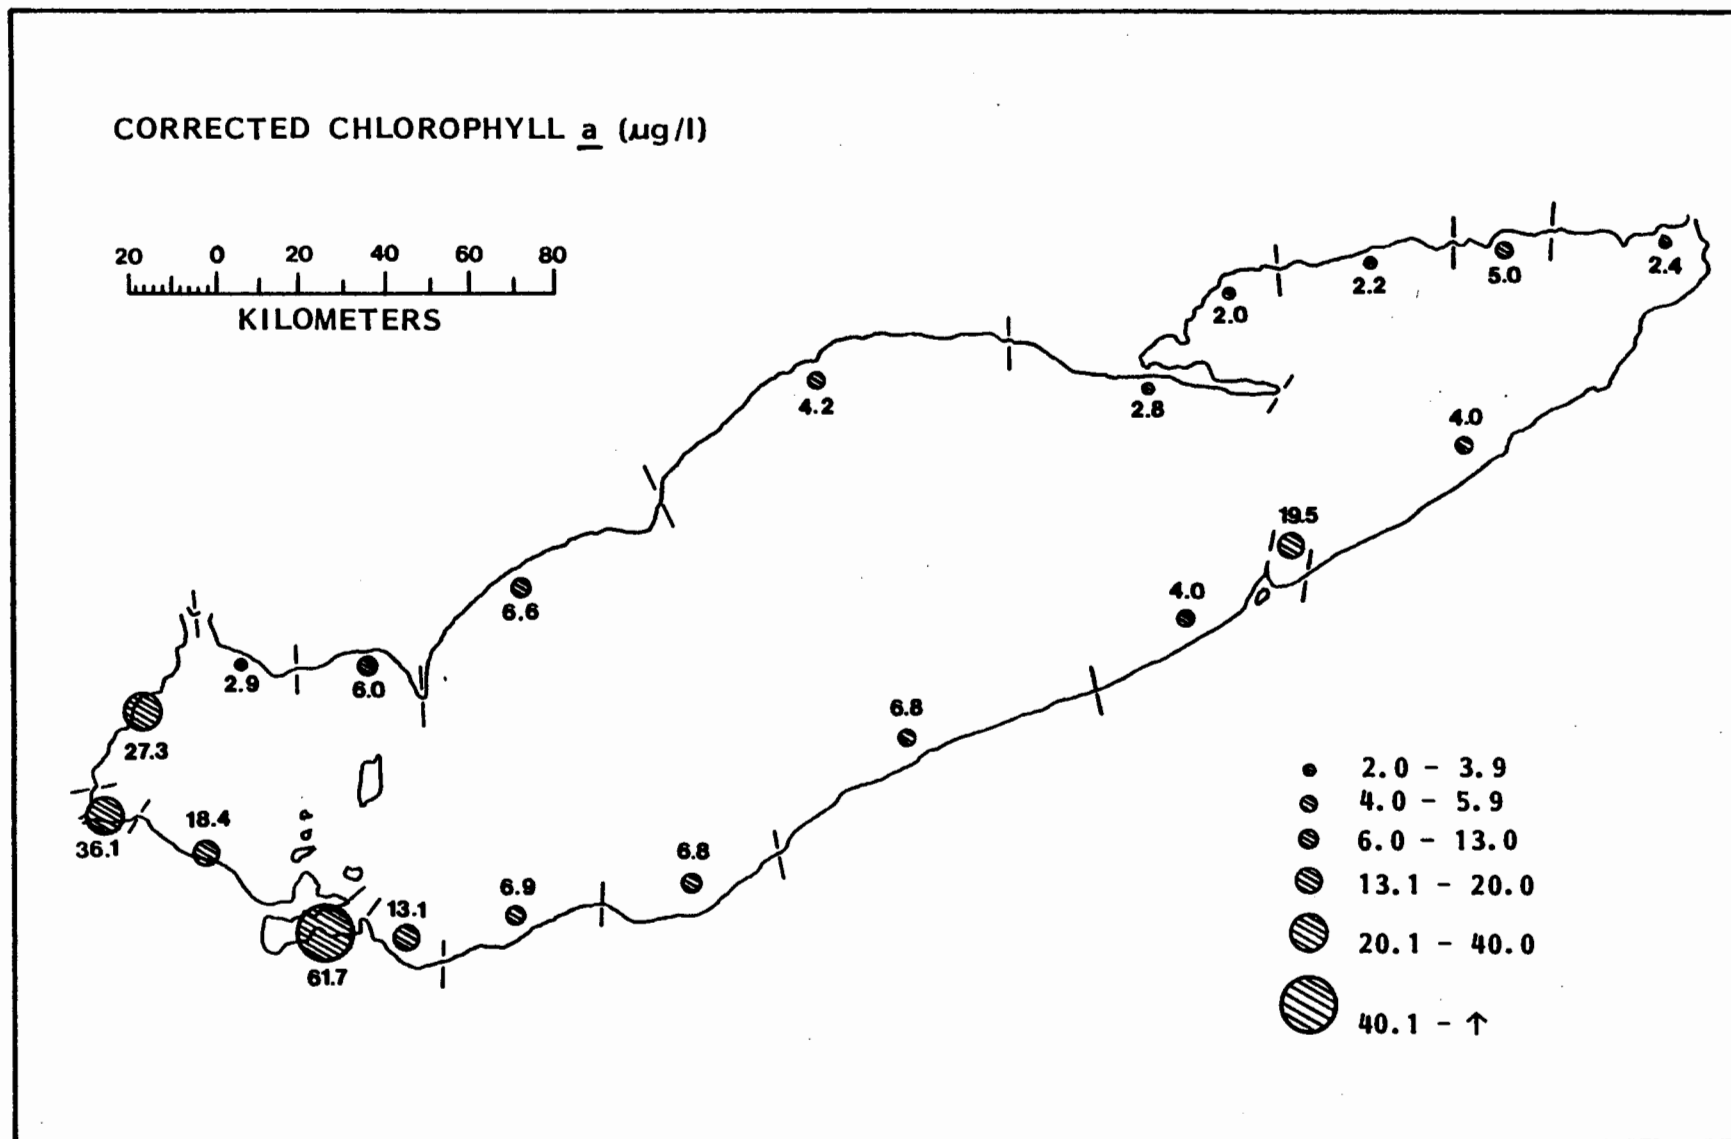 CORRECTED CHLOROPHYLL a (µg/l)
20 0 20 40 60 80
KILOMETERS
2.0
2.2
5.0
2.4
4.2
2.8
4.0
19.5
4.0
6.6
2.9
6.0
27.3
6.8
36.1
18.4
6.8
6.9
13.1
61.7
2.0 - 3.9
4.0 - 5.9
6.0 - 13.0
13.1 - 20.0
20.1 - 40.0
40.1 - ↑